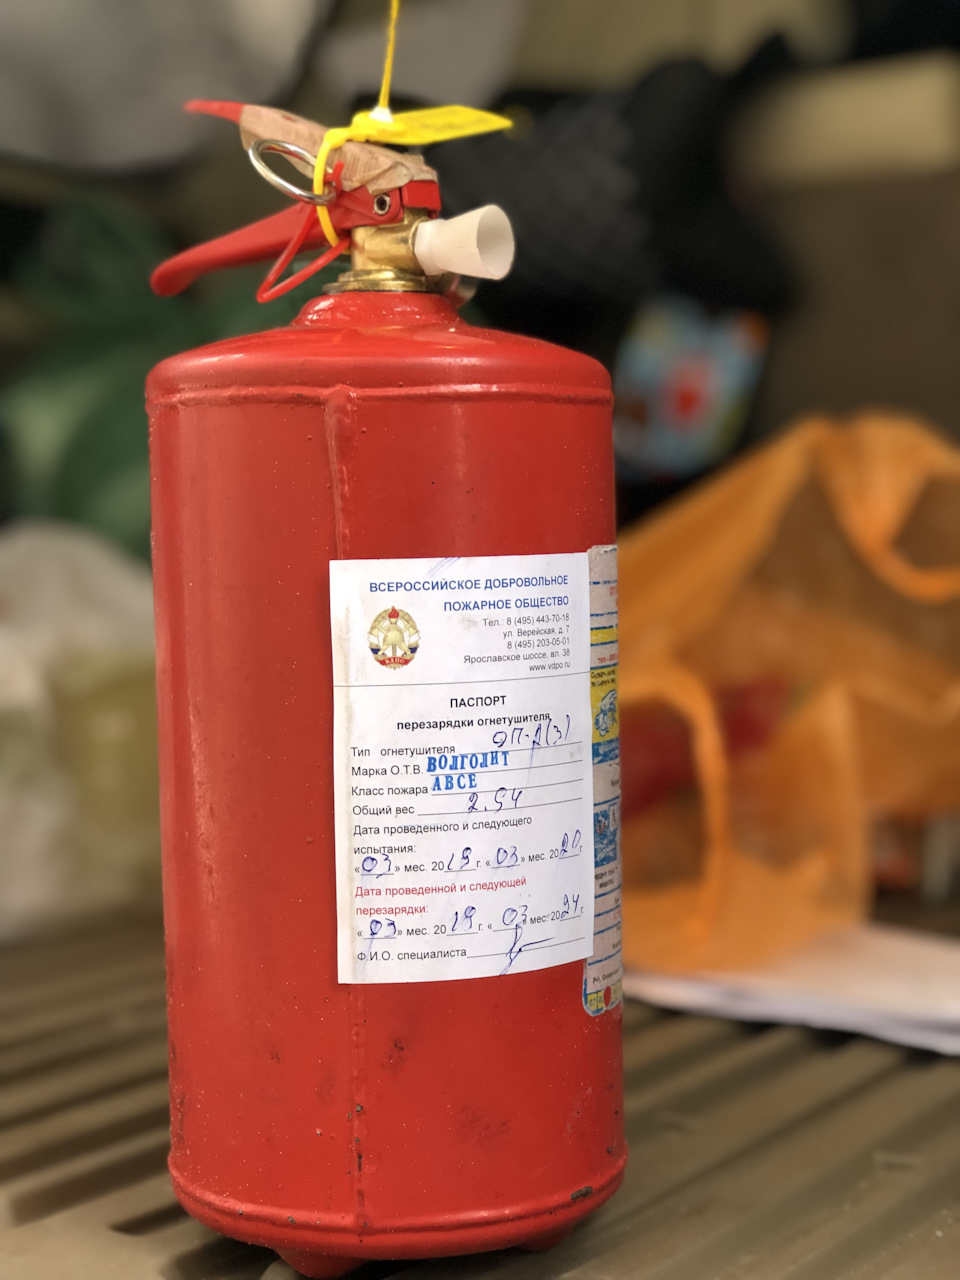 ВСЕРОССИЙСКОЕ ДОБРОВОЛЬНОЕ
ПОЖАРНОЕ ОБЩЕСТВО
Тел.: 8 (495) 443-70-18
ул. Верейская, д. 7
8 (495) 203-05-01
Ярославское шоссе, вл. 38
www.vdpo.ru
ВДПО
ПАСПОРТ
перезарядки огнетушителя
Тип огнетушителя ОП-2(з)
Марка О.Т.В. ВОЛГОЛИТ
Класс пожара АВСЕ
Общий вес 2.54
Дата проведенного и следующего
испытания:
«03» мес. 2019 г. «03» мес. 2020 г.
Дата проведенной и следующей
перезарядки:
«03» мес. 2019 г. «03 мес. 2024 г.
Ф.И.О. специалиста